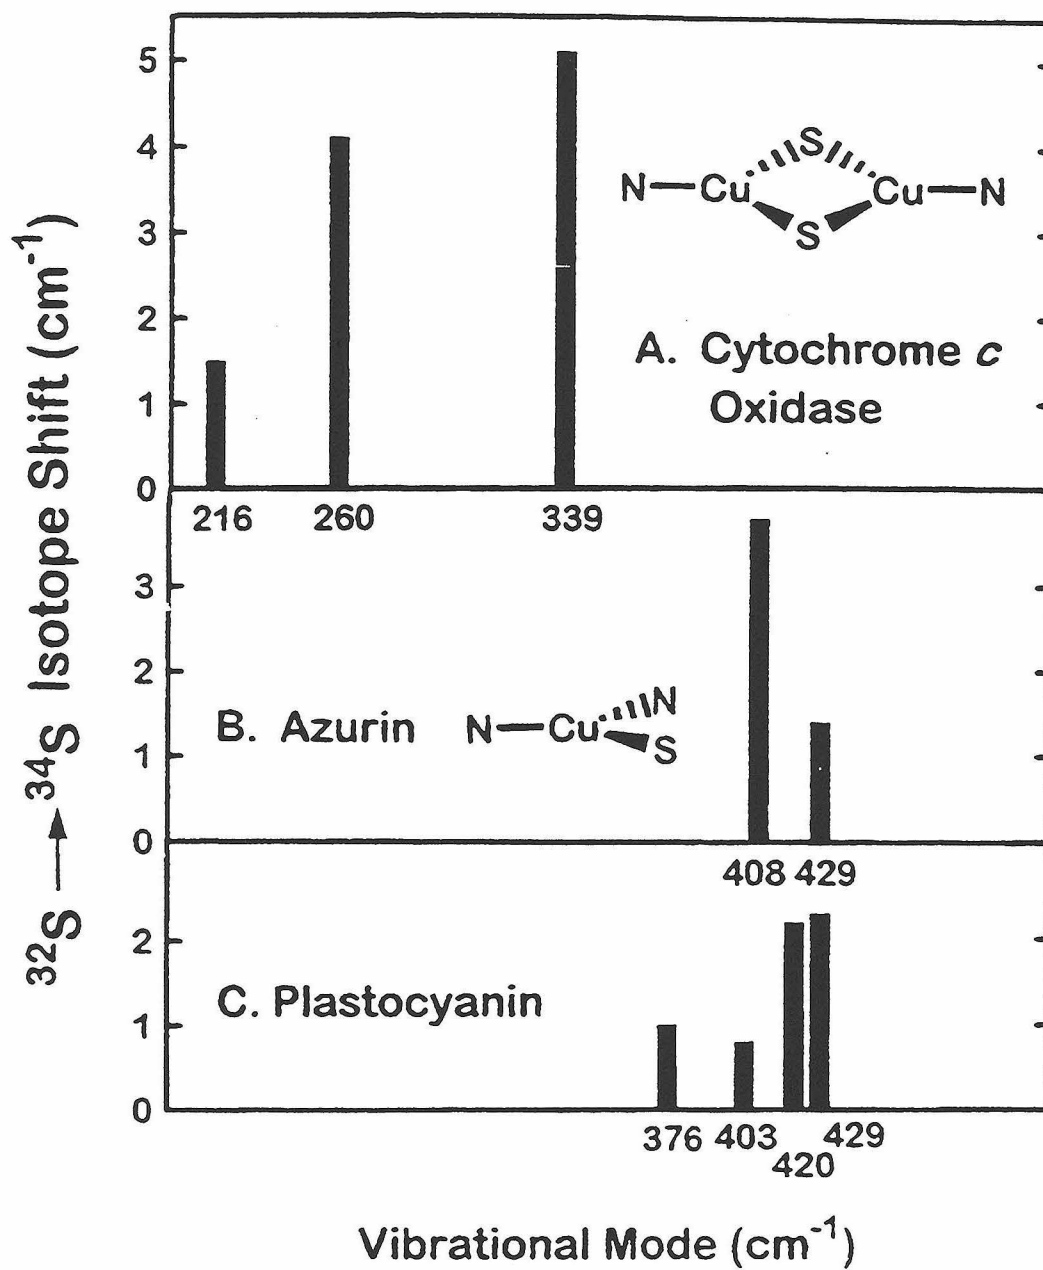 ³²S → ³⁴S Isotope Shift (cm⁻¹)
5
4
3
2
1
0
N—Cu S S Cu—N
A. Cytochrome c
Oxidase
216 260 339
3
2
1
0
B. Azurin N—Cu N S
408 429
2
1
0
C. Plastocyanin
376 403 429
420
Vibrational Mode (cm⁻¹)